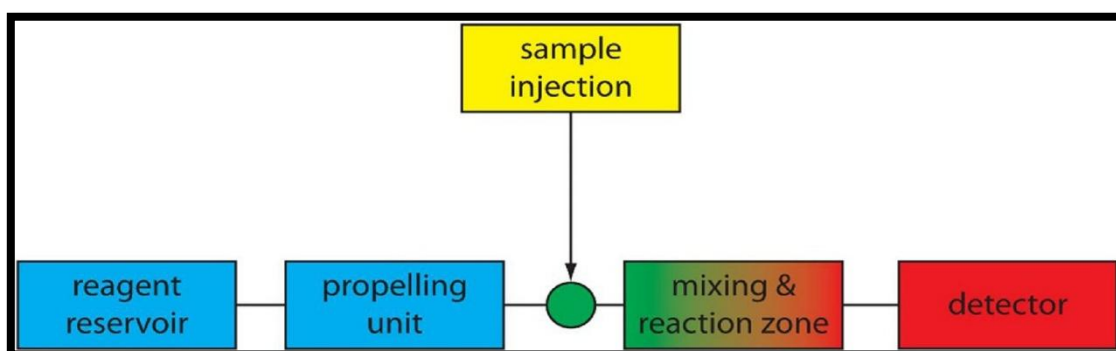 sample
injection
reagent
reservoir
propelling
unit
mixing &
reaction zone
detector